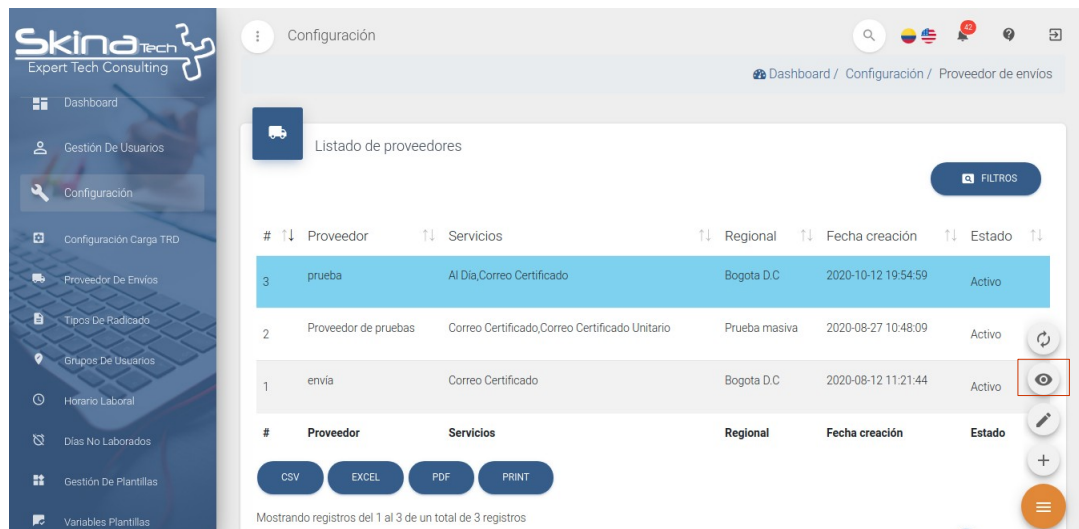 Skina Tech
Expert Tech Consulting
Dashboard
Gestión De Usuarios
Configuración
Configuración Carga TRD
Proveedor De Envíos
Tipos De Radicado
Grupos De Usuarios
Horario Laboral
Días No Laborados
Gestión De Plantillas
Variables Plantillas
Configuración
42
Dashboard / Configuración / Proveedor de envíos
Listado de proveedores
FILTROS
# Proveedor Servicios Regional Fecha creación Estado
3 prueba Al Día,Correo Certificado Bogota D.C 2020-10-12 19:54:59 Activo
2 Proveedor de pruebas Correo Certificado,Correo Certificado Unitario Prueba masiva 2020-08-27 10:48:09 Activo
1 envía Correo Certificado Bogota D.C 2020-08-12 11:21:44 Activo
# Proveedor Servicios Regional Fecha creación Estado
CSV EXCEL PDF PRINT
Mostrando registros del 1 al 3 de un total de 3 registros